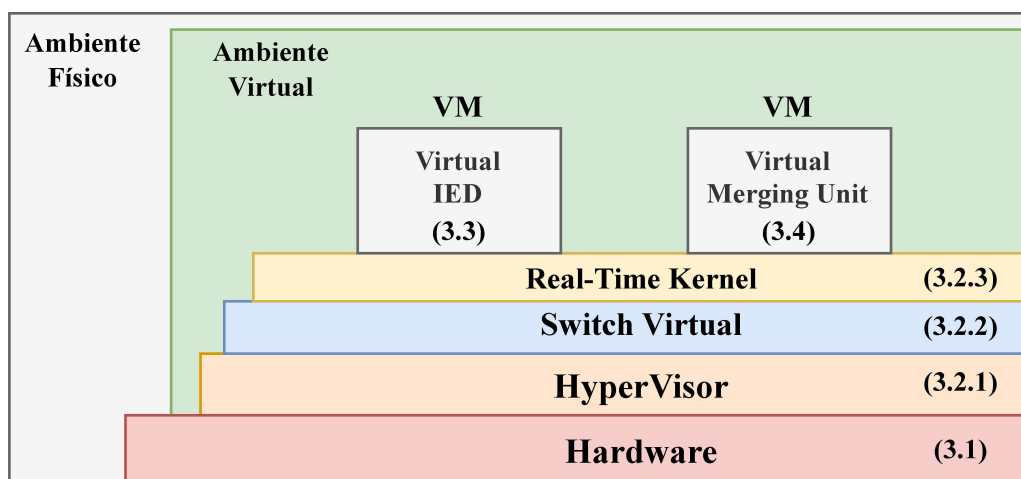 Ambiente
Físico
Ambiente
Virtual
VM
VM
Virtual
IED
(3.3)
Virtual
Merging Unit
(3.4)
Real-Time Kernel (3.2.3)
Switch Virtual (3.2.2)
HyperVisor (3.2.1)
Hardware (3.1)